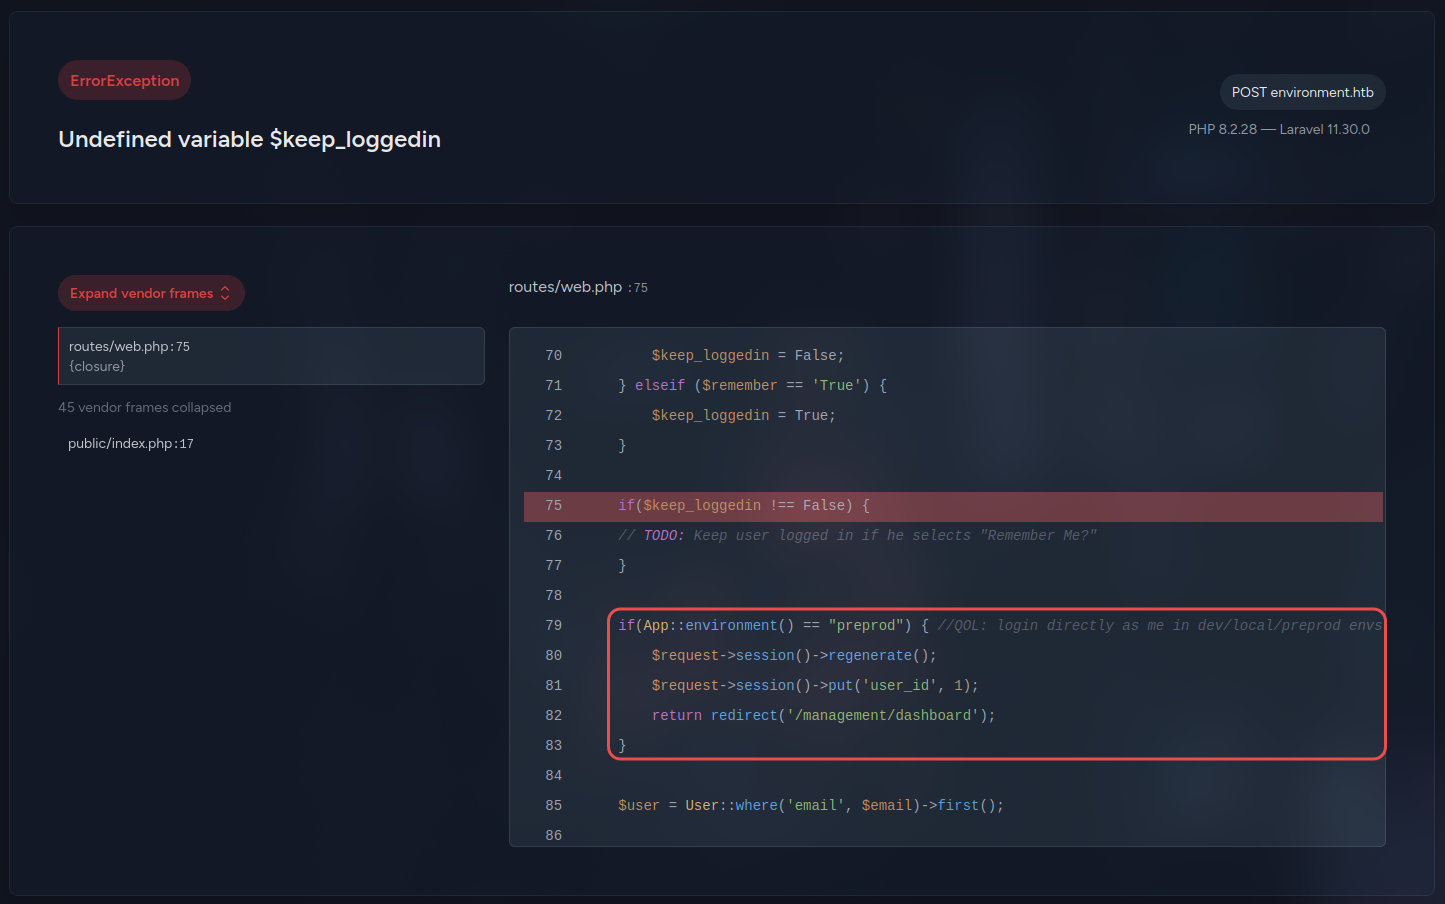 ErrorException
POST environment.htb
Undefined variable $keep_loggedin
PHP 8.2.28 — Laravel 11.30.0
Expand vendor frames
routes/web.php:75
{closure}
45 vendor frames collapsed
public/index.php:17
routes/web.php :75
70 $keep_loggedin = False;
71 } elseif ($remember == 'True') {
72 $keep_loggedin = True;
73 }
74
75 if($keep_loggedin !== False) {
76 // TODO: Keep user logged in if he selects "Remember Me?"
77 }
78
79 if(App::environment() == "preprod") { //QOL: login directly as me in dev/local/preprod envs
80 $request->session()->regenerate();
81 $request->session()->put('user_id', 1);
82 return redirect('/management/dashboard');
83 }
84
85 $user = User::where('email', $email)->first();
86